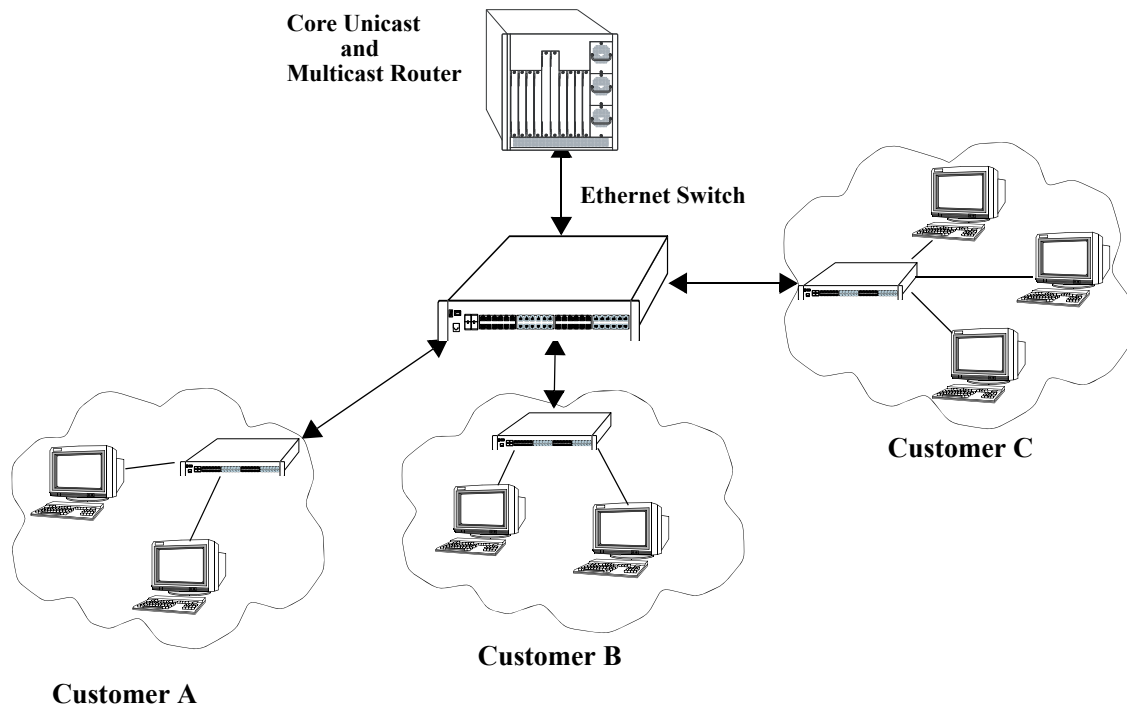 Core Unicast
and
Multicast Router
Ethernet Switch
Customer C
Customer B
Customer A